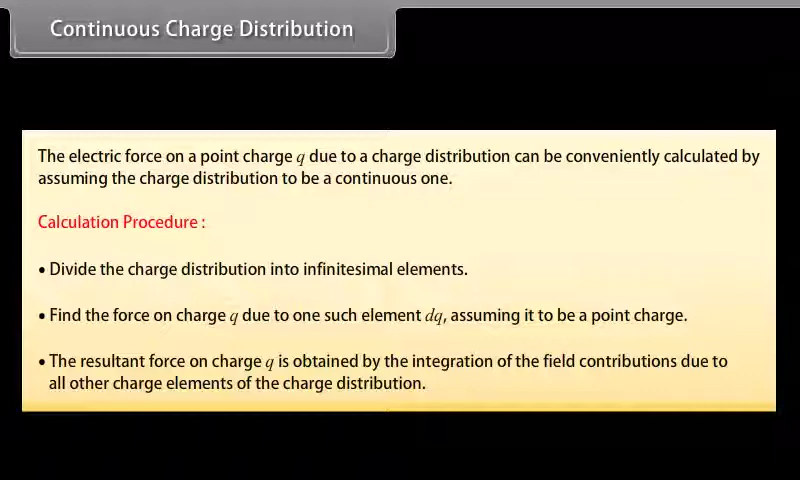 Continuous Charge Distribution
The electric force on a point charge q due to a charge distribution can be conveniently calculated by
assuming the charge distribution to be a continuous one.
Calculation Procedure :
• Divide the charge distribution into infinitesimal elements.
• Find the force on charge q due to one such element dq, assuming it to be a point charge.
• The resultant force on charge q is obtained by the integration of the field contributions due to
all other charge elements of the charge distribution.